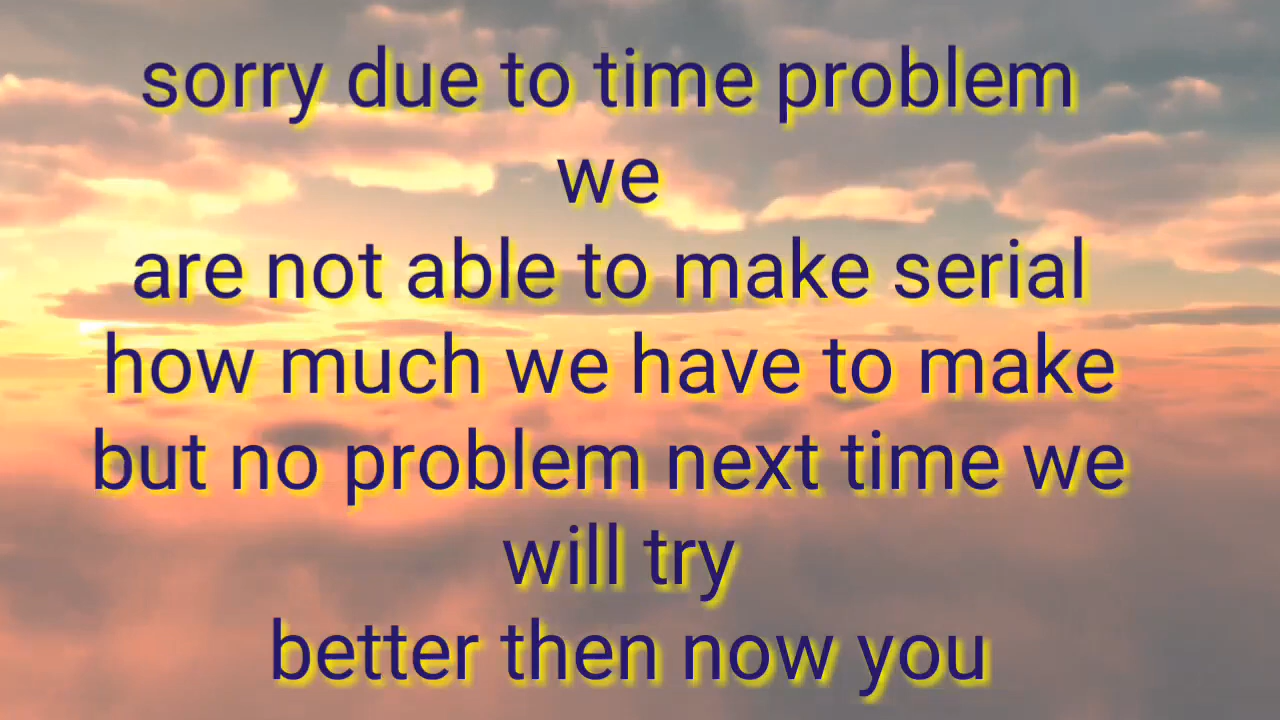 sorry due to time problem
we
are not able to make serial
how much we have to make
but no problem next time we
will try
better then now you